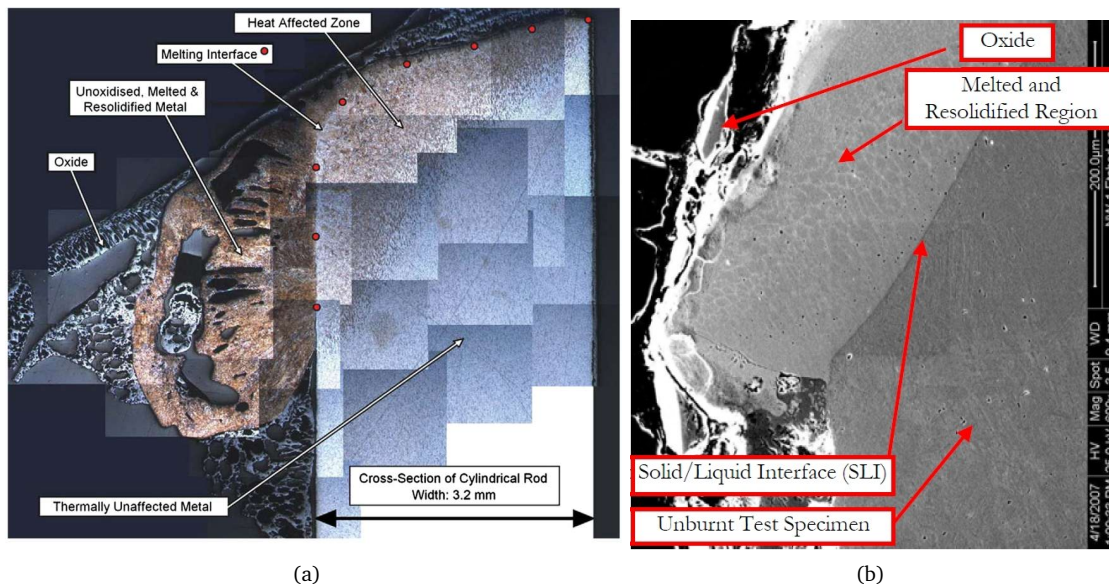 Heat Affected Zone
Melting Interface
Unoxidised, Melted &
Resolidified Metal
Oxide
Thermally Unaffected Metal
Cross-Section of Cylindrical Rod
Width: 3.2 mm
(a)
Oxide
Melted and
Resolidified Region
Solid/Liquid Interface (SLI)
Unburnt Test Specimen
200.0µm
WD
Spot
Mag
HV
4/18/2007
(b)